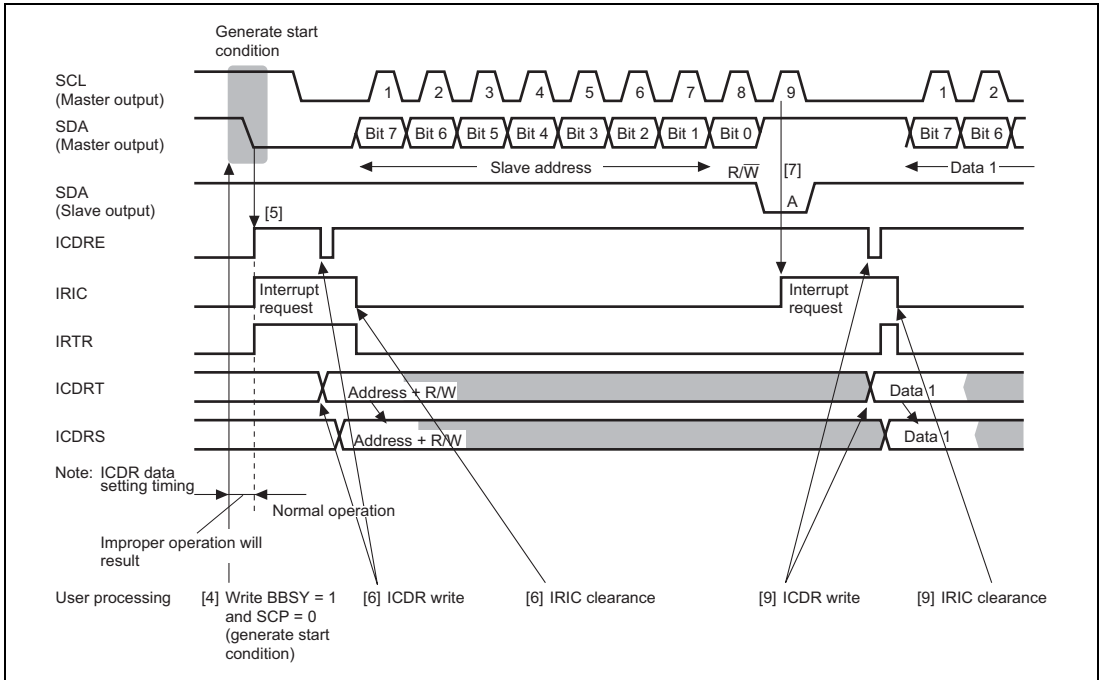 Generate start
condition
SCL
(Master output)
1 2 3 4 5 6 7 8 9 1 2
SDA
(Master output)
Bit 7 Bit 6 Bit 5 Bit 4 Bit 3 Bit 2 Bit 1 Bit 0 Bit 7 Bit 6
Slave address R/W̅ [7] Data 1
SDA
(Slave output)
A
[5]
ICDRE
IRIC
Interrupt
request
Interrupt
request
IRTR
ICDRT
Address + R/W Data 1
ICDRS
Address + R/W Data 1
Note: ICDR data
setting timing
Normal operation
Improper operation will
result
User processing
[4] Write BBSY = 1
and SCP = 0
(generate start
condition)
[6] ICDR write
[6] IRIC clearance
[9] ICDR write
[9] IRIC clearance